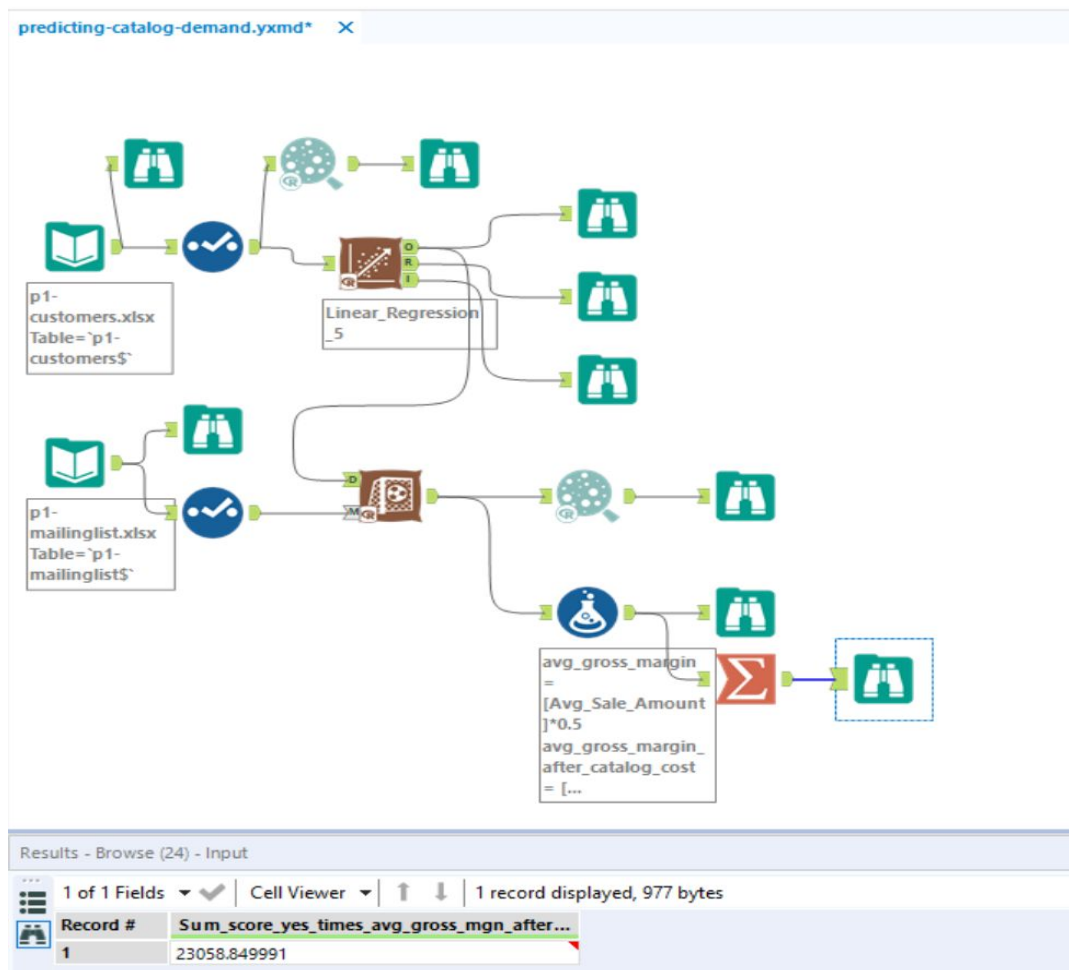 predicting-catalog-demand.yxmd* X
p1-
customers.xlsx
Table=`p1-
customers$`
O
R
I
Linear_Regression
_5
p1-
mailinglist.xlsx
Table=`p1-
mailinglist$`
D
M
avg_gross_margin
=
[Avg_Sale_Amount
]*0.5
avg_gross_margin_
after_catalog_cost
= [...
Results - Browse (24) - Input
1 of 1 Fields Cell Viewer 1 record displayed, 977 bytes
Record # Sum_score_yes_times_avg_gross_mgn_after...
1 23058.849991